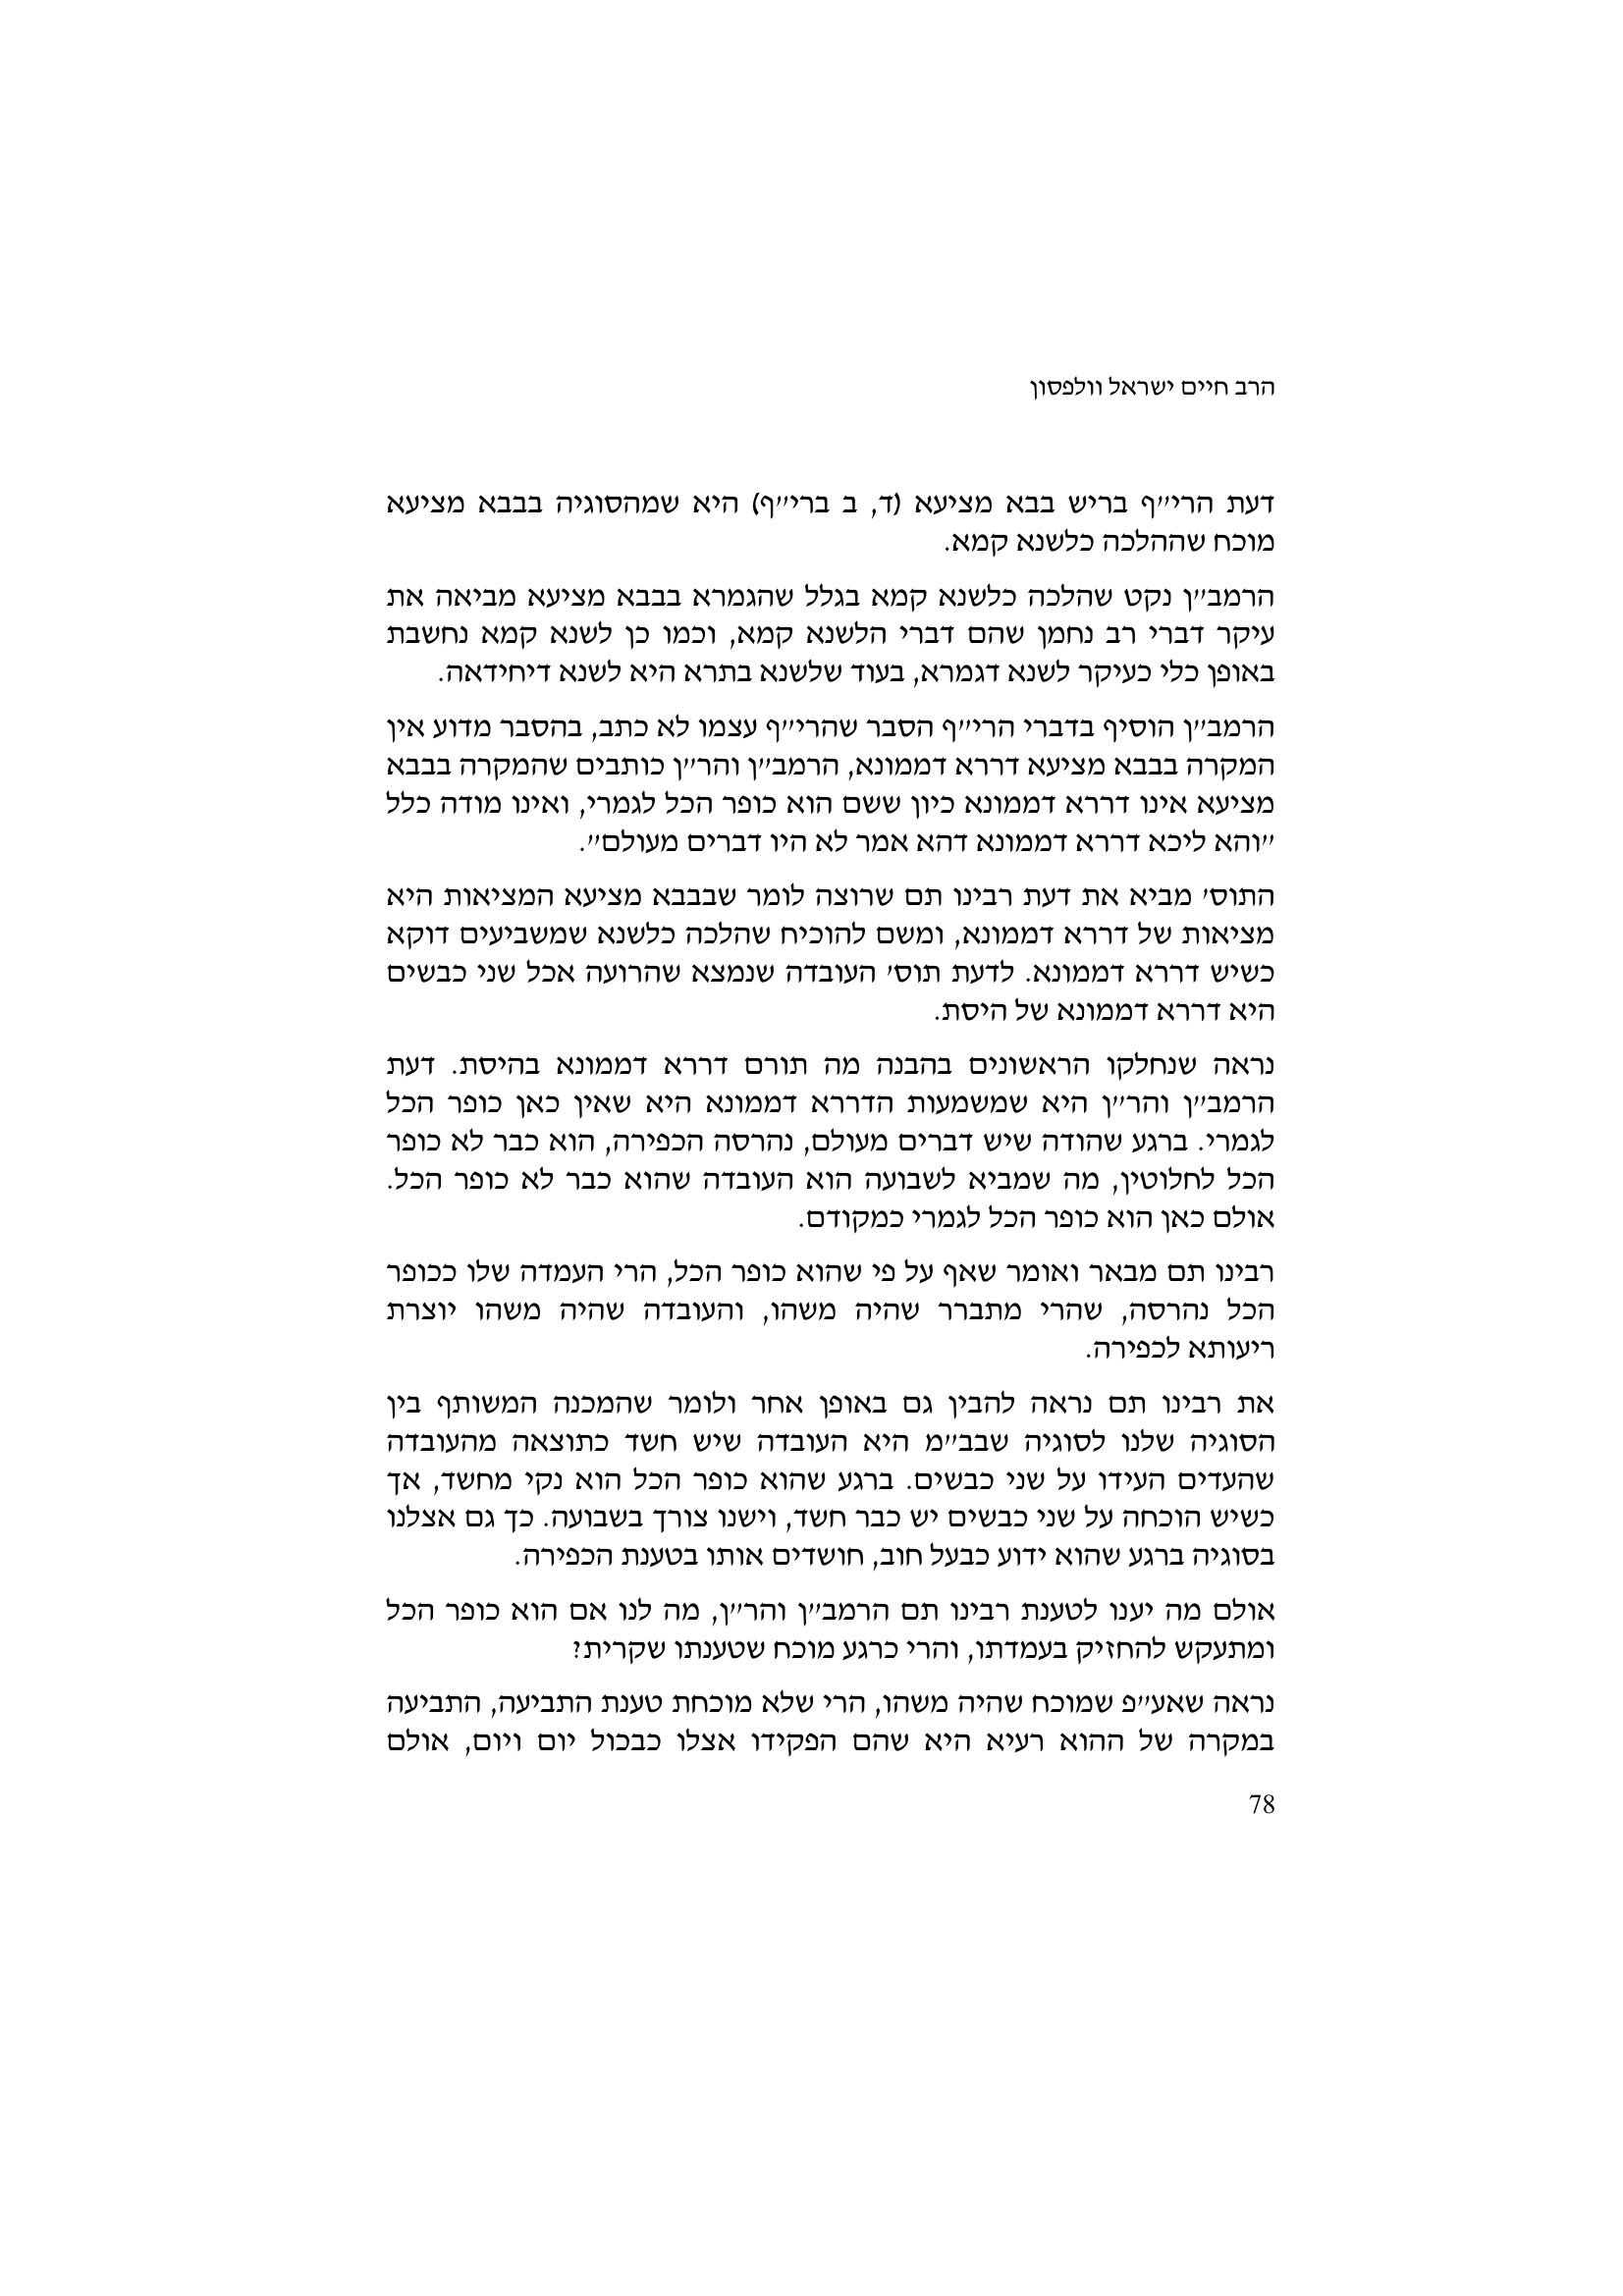 הרב חיים ישראל וולפסון
דעת הרי״ף בריש בבא מציעא (ד, ב ברי״ף) היא שמהסוגיה בבבא מציעא
מוכח שההלכה כלשנא קמא.
הרמב״ן נקט שהלכה כלשנא קמא בגלל שהגמרא בבבא מציעא מביאה את
עיקר דברי רב נחמן שהם דברי הלשנא קמא, וכמו כן לשנא קמא נחשבת
באופן כלי כעיקר לשנא דגמרא, בעוד שלשנא בתרא היא לשנא דיחידאה.
הרמב״ן הוסיף בדברי הרי״ף הסבר שהרי״ף עצמו לא כתב, בהסבר מדוע אין
המקרה בבבא מציעא דררא דממונא, הרמב״ן והר״ן כותבים שהמקרה בבבא
מציעא אינו דררא דממונא כיון ששם הוא כופר הכל לגמרי, ואינו מודה כלל
״והא ליכא דררא דממונא דהא אמר לא היו דברים מעולם״.
התוס׳ מביא את דעת רבינו תם שרוצה לומר שבבבא מציעא המציאות היא
מציאות של דררא דממונא, ומשם להוכיח שהלכה כלשנא שמשביעים דוקא
כשיש דררא דממונא. לדעת תוס׳ העובדה שנמצא שהרועה אכל שני כבשים
היא דררא דממונא של היסת.
נראה שנחלקו הראשונים בהבנה מה תורם דררא דממונא בהיסת. דעת
הרמב״ן והר״ן היא שמשמעות הדררא דממונא היא שאין כאן כופר הכל
לגמרי. ברגע שהודה שיש דברים מעולם, נהרסה הכפירה, הוא כבר לא כופר
הכל לחלוטין, מה שמביא לשבועה הוא העובדה שהוא כבר לא כופר הכל.
אולם כאן הוא כופר הכל לגמרי כמקודם.
רבינו תם מבאר ואומר שאף על פי שהוא כופר הכל, הרי העמדה שלו ככופר
הכל נהרסה, שהרי מתברר שהיה משהו, והעובדה שהיה משהו יוצרת
ריעותא לכפירה.
את רבינו תם נראה להבין גם באופן אחר ולומר שהמכנה המשותף בין
הסוגיה שלנו לסוגיה שבב״מ היא העובדה שיש חשד כתוצאה מהעובדה
שהעדים העידו על שני כבשים. ברגע שהוא כופר הכל הוא נקי מחשד, אך
כשיש הוכחה על שני כבשים יש כבר חשד, וישנו צורך בשבועה. כך גם אצלנו
בסוגיה ברגע שהוא ידוע כבעל חוב, חושדים אותו בטענת הכפירה.
אולם מה יענו לטענת רבינו תם הרמב״ן והר״ן, מה לנו אם הוא כופר הכל
ומתעקש להחזיק בעמדתו, והרי כרגע מוכח שטענתו שקרית?
נראה שאע״פ שמוכח שהיה משהו, הרי שלא מוכחת טענת התביעה, התביעה
במקרה של ההוא רעיא היא שהם הפקידו אצלו כבכול יום ויום, אולם
78